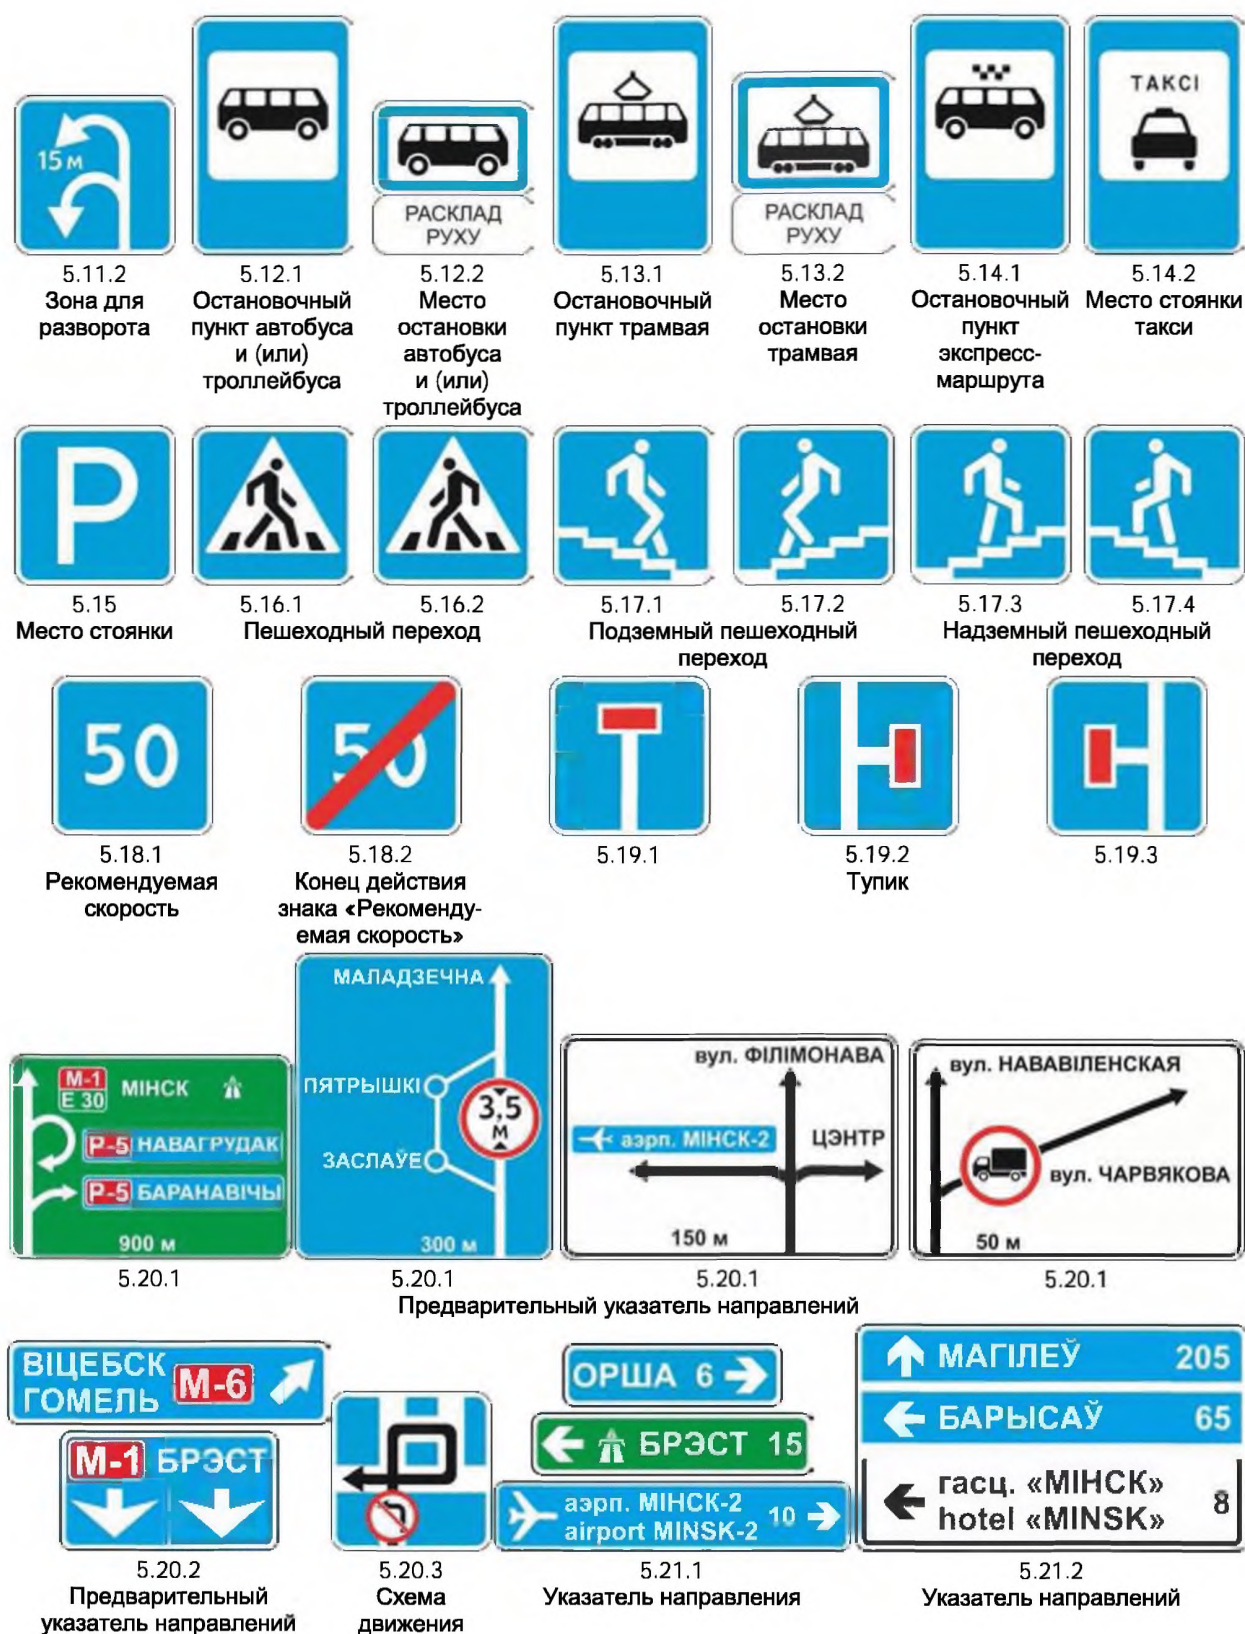 15 м
РАСКЛАД
РУХУ
РАСКЛАД
РУХУ
ТАКСІ
5.11.2
Зона для
разворота
5.12.1
Остановочный
пункт автобуса
и (или)
троллейбуса
5.12.2
Место
остановки
автобуса
и (или)
троллейбуса
5.13.1
Остановочный
пункт трамвая
5.13.2
Место
остановки
трамвая
5.14.1
Остановочный
пункт
экспресс-
маршрута
5.14.2
Место стоянки
такси
P
5.15
Место стоянки
5.16.1
5.16.2
Пешеходный переход
5.17.1
5.17.2
Подземный пешеходный
переход
5.17.3
5.17.4
Надземный пешеходный
переход
50
5.18.1
Рекомендуемая
скорость
50
5.18.2
Конец действия
знака «Рекоменду-
емая скорость»
5.19.1
5.19.2
5.19.3
Тупик
М-1
Е 30
МІНСК
Р-5 НАВАГРУДАК
Р-5 БАРАНАВІЧЫ
900 м
5.20.1
МАЛАДЗЕЧНА
ПЯТРЫШКІ
3,5
м
ЗАСЛАЎЕ
300 м
5.20.1
вул. ФІЛІМОНАВА
аэрп. МІНСК-2
ЦЭНТР
150 м
5.20.1
вул. НАВАВІЛЕНСКАЯ
вул. ЧАРВЯКОВА
50 м
5.20.1
Предварительный указатель направлений
ВІЦЕБСК
ГОМЕЛЬ
М-6
М-1 БРЭСТ
5.20.2
Предварительный
указатель направлений
5.20.3
Схема
движения
ОРША 6
БРЭСТ 15
аэрп. МІНСК-2
airport MINSK-2
10
5.21.1
Указатель направления
МАГІЛЕЎ 205
БАРЫСАЎ 65
гасц. «МІНСК»
hotel «MINSK»
8
5.21.2
Указатель направлений